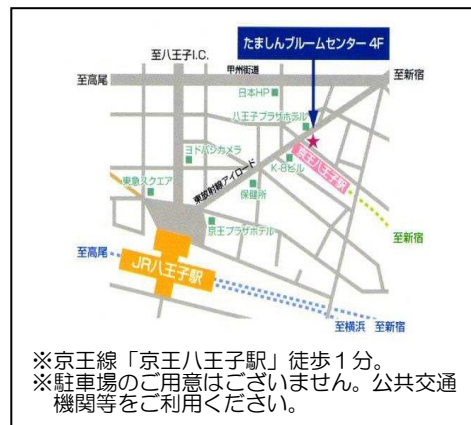 たましんブルームセンター 4F
至八王子I.C.
甲州街道
至高尾
至新宿
日本HP
八王子プラザホテル
ヨドバシカメラ
K-8ビル
京王八王子駅
東放射線アイロード
東急スクエア
保健所
京王プラザホテル
至新宿
至高尾
JR八王子駅
至横浜 至新宿
※京王線「京王八王子駅」徒歩1分。
※駐車場のご用意はございません。公共交通
機関等をご利用ください。